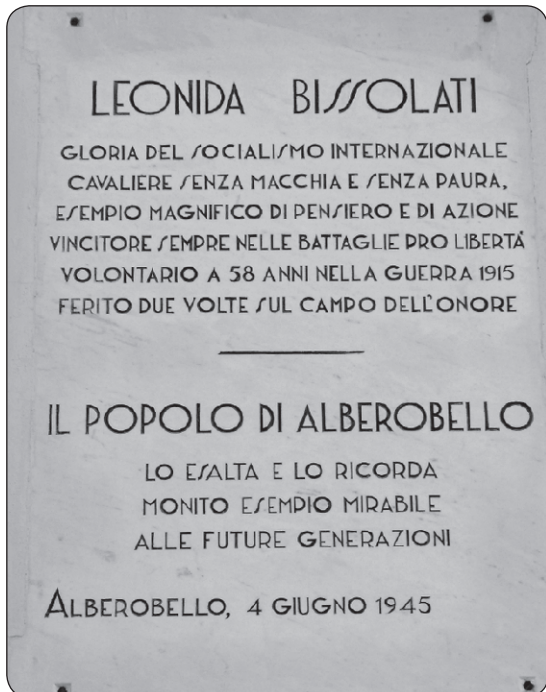 LEONIDA BISSOLATI
GLORIA DEL SOCIALISMO INTERNAZIONALE
CAVALIERE SENZA MACCHIA E SENZA PAURA,
ESEMPIO MAGNIFICO DI PENSIERO E DI AZIONE
VINCITORE SEMPRE NELLE BATTAGLIE PRO LIBERTÀ
VOLONTARIO A 58 ANNI NELLA GUERRA 1915
FERITO DUE VOLTE SUL CAMPO DELL'ONORE
IL POPOLO DI ALBEROBELLO
LO ESALTA E LO RICORDA
MONITO ESEMPIO MIRABILE
ALLE FUTURE GENERAZIONI
ALBEROBELLO, 4 GIUGNO 1945